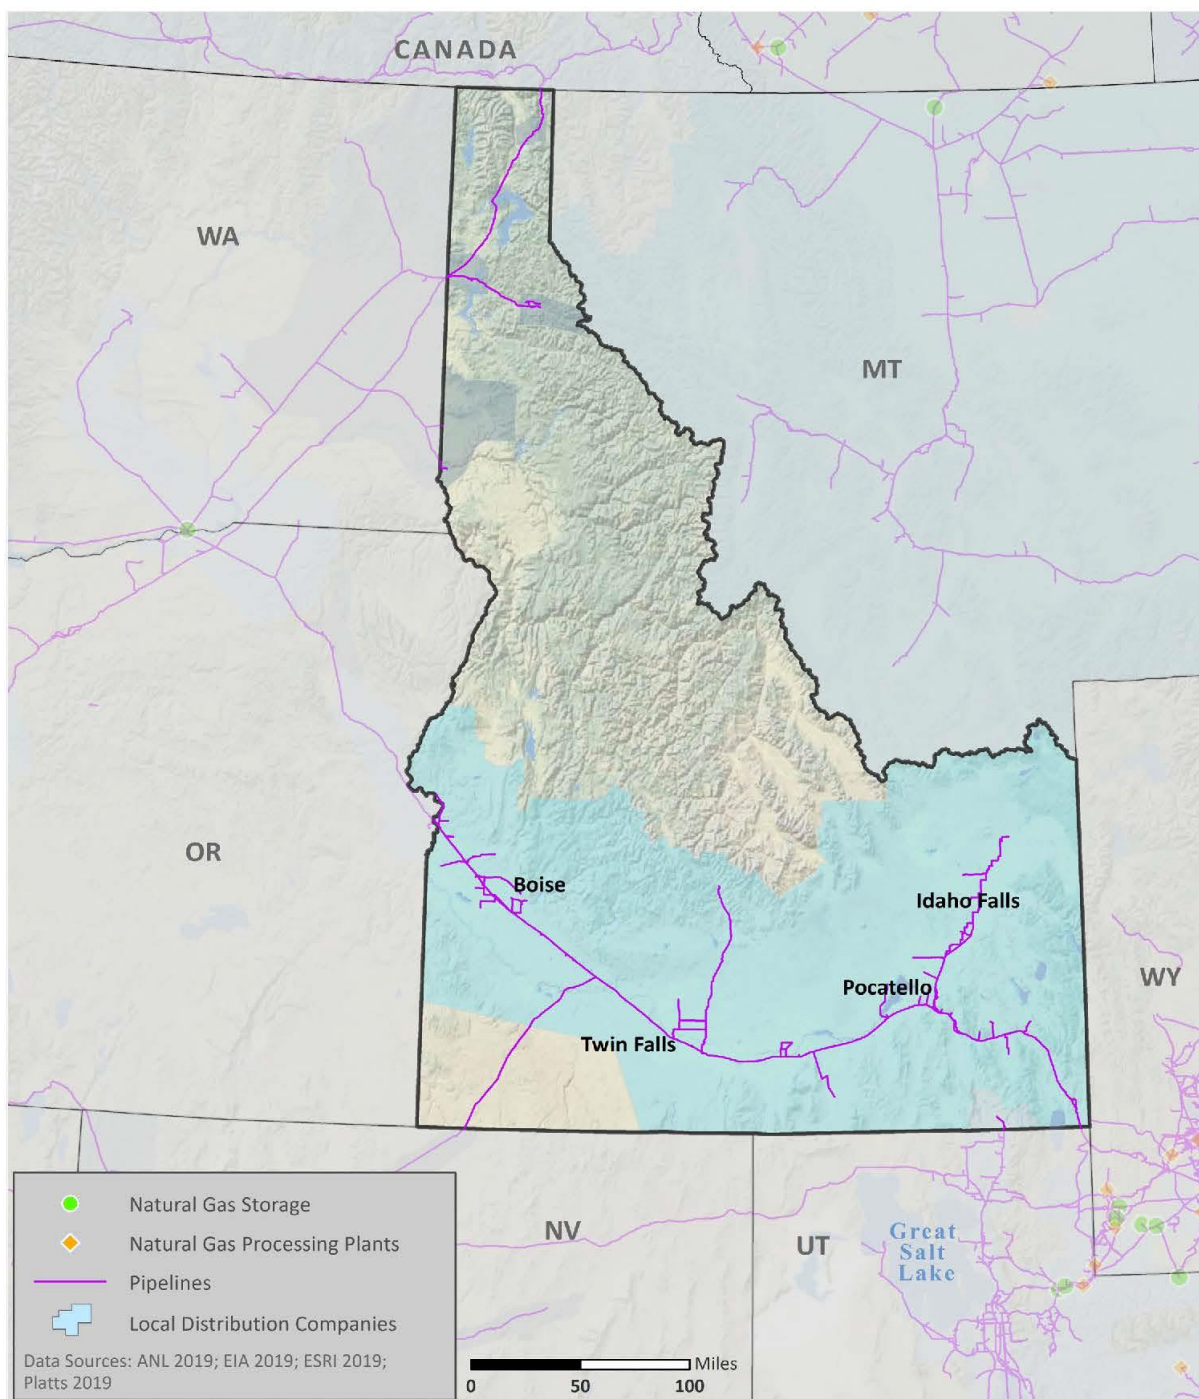 CANADA
WA
MT
OR
Boise
Idaho Falls
WY
Pocatello
Twin Falls
NV
UT
Great
Salt
Lake
Natural Gas Storage
Natural Gas Processing Plants
Pipelines
Local Distribution Companies
Data Sources: ANL 2019; EIA 2019; ESRI 2019;
Platts 2019
Miles
0 50 100